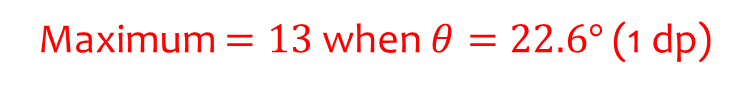 Maximum = 13 when θ = 22.6° (1 dp)